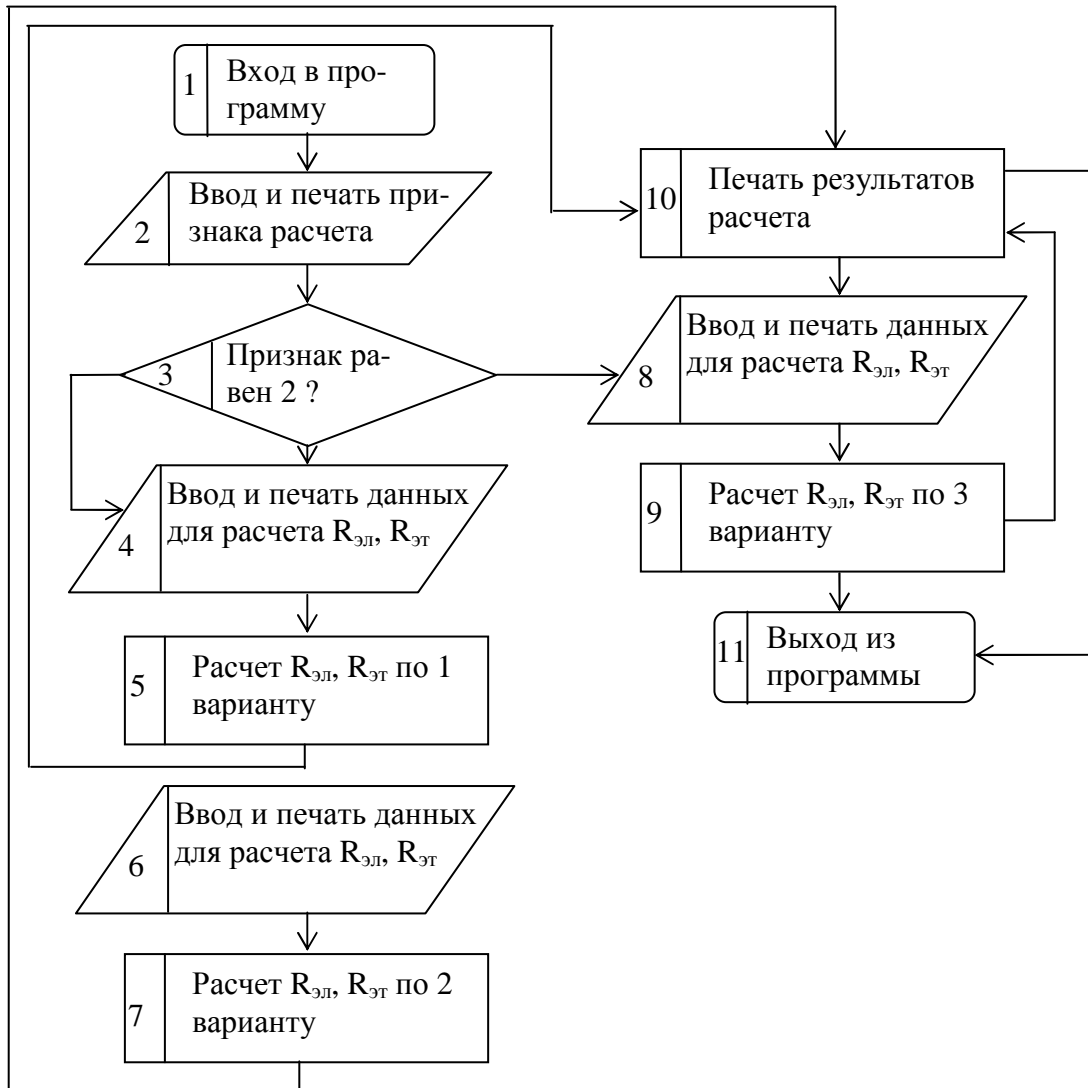 1
Вход в про-
грамму
2
Ввод и печать при-
знака расчета
3
Признак ра-
вен 2 ?
4
Ввод и печать данных
для расчета Rэл, Rэт
5
Расчет Rэл, Rэт по 1
варианту
6
Ввод и печать данных
для расчета Rэл, Rэт
7
Расчет Rэл, Rэт по 2
варианту
10
Печать результатов
расчета
8
Ввод и печать данных
для расчета Rэл, Rэт
9
Расчет Rэл, Rэт по 3
варианту
11
Выход из
программы